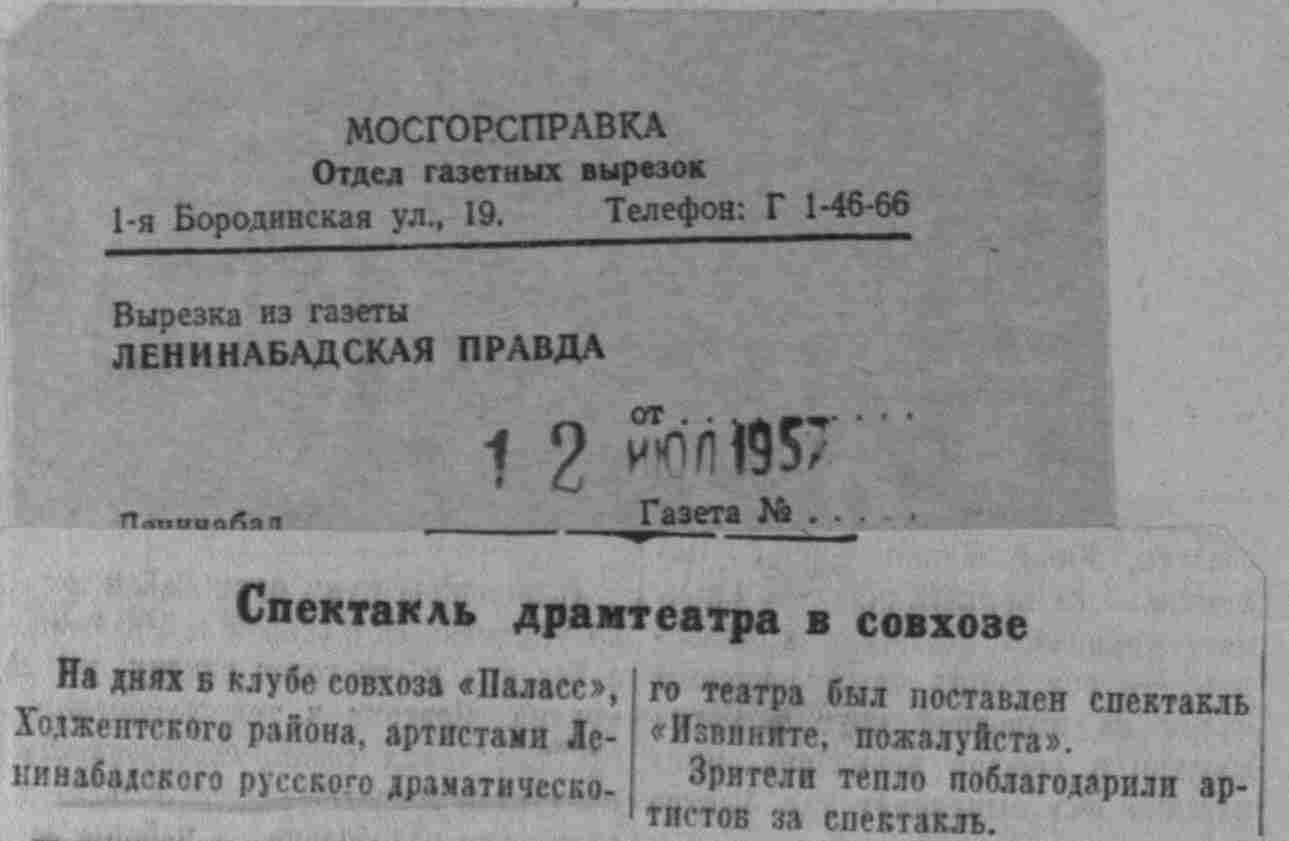 МОСГОРСПРАВКА
Отдел газетных вырезок
1-я Бородинская ул., 19. Телефон: Г 1-46-66
Вырезка из газеты
ЛЕНИНАБАДСКАЯ ПРАВДА
от . . . . . . .
12 ИЮЛ 1957
Ленинабад
Газета № . . . . .
Спектакль драмтеатра в совхозе
На днях в клубе совхоза «Паласс»,
Ходжентского района, артистами Ле-
нинабадского русского драматическо-
го театра был поставлен спектакль
«Извините, пожалуйста».
Зрители тепло поблагодарили ар-
тистов за спектакль.